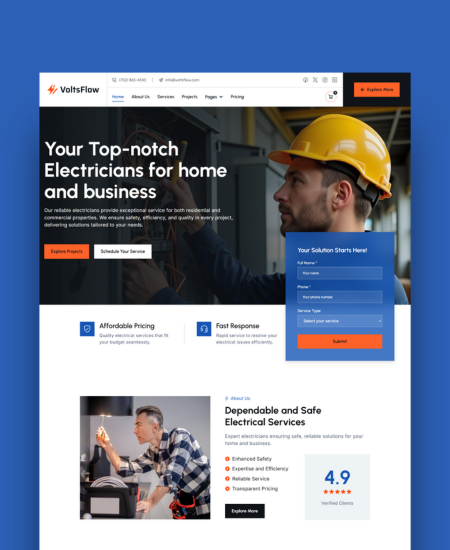 VoltsFlow
info@voltsflow.com
Explore More
Home About Us Services Projects Pages Pricing
Your Top-notch
Electricians for home
and business
Our reliable electricians provide exceptional service for both residential and
commercial properties. We ensure safety, efficiency, and quality in every project,
delivering solutions tailored to your needs.
Explore Projects Schedule Your Service
Your Solution Starts Here!
Full Name *
Your name
Phone *
Your phone number
Service Type
Select your service
Submit
Affordable Pricing
Quality electrical services that fit
your budget seamlessly.
Fast Response
Rapid service to resolve your
electrical issues efficiently.
About Us
Dependable and Safe
Electrical Services
Expert electricians ensuring safe, reliable solutions for your
home and business.
Enhanced Safety
Expertise and Efficiency
Reliable Service
Transparent Pricing
Explore More
4.9
Verified Clients